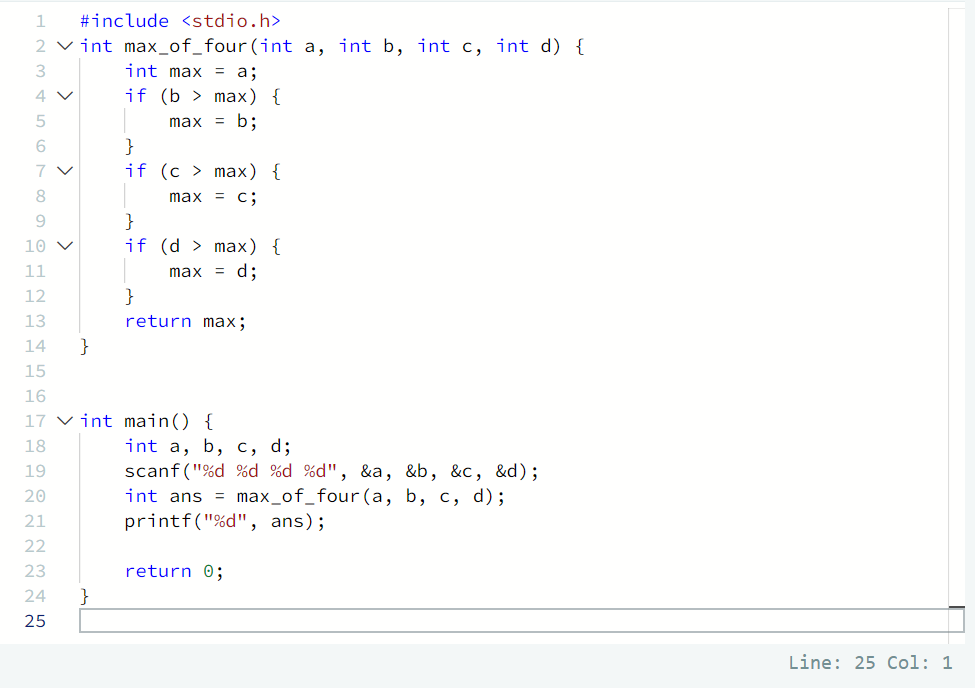 1 #include <stdio.h>
2 int max_of_four(int a, int b, int c, int d) {
3     int max = a;
4     if (b > max) {
5         max = b;
6     }
7     if (c > max) {
8         max = c;
9     }
10     if (d > max) {
11         max = d;
12     }
13     return max;
14 }
15
16
17 int main() {
18     int a, b, c, d;
19     scanf("%d %d %d %d", &a, &b, &c, &d);
20     int ans = max_of_four(a, b, c, d);
21     printf("%d", ans);
22
23     return 0;
24 }
25
Line: 25 Col: 1